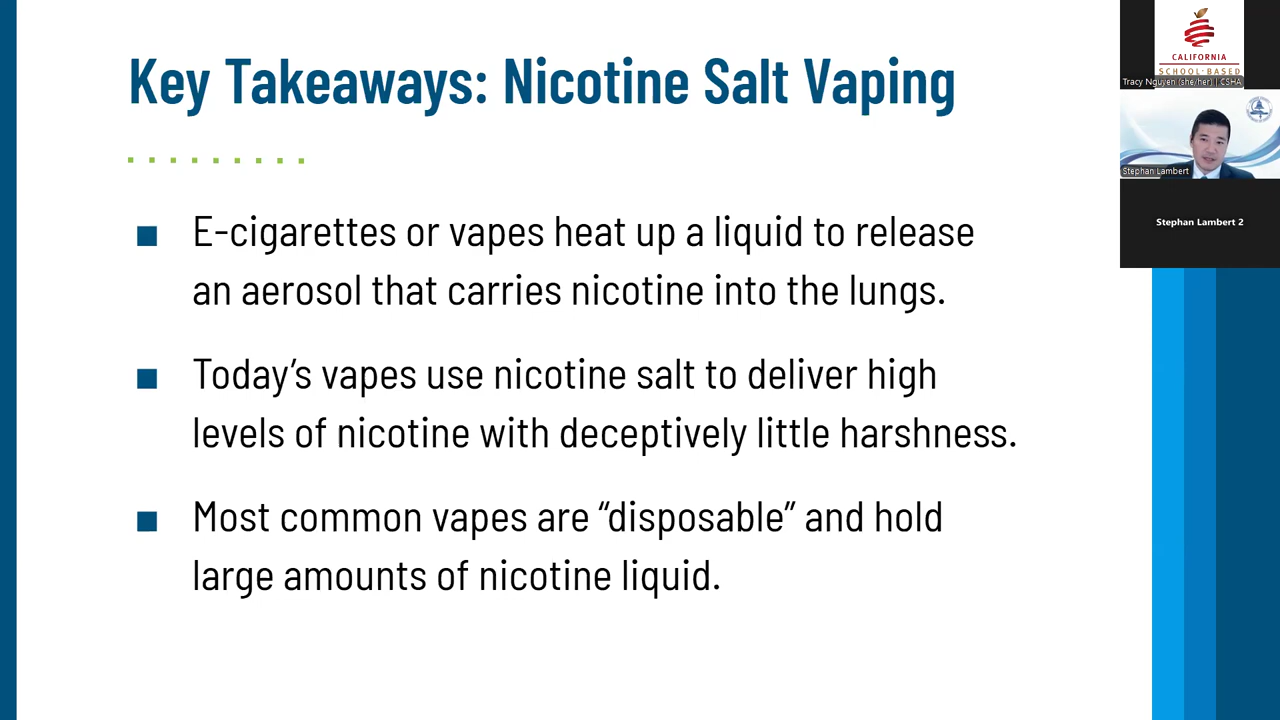 Key Takeaways: Nicotine Salt Vaping
E-cigarettes or vapes heat up a liquid to release
an aerosol that carries nicotine into the lungs.
Today’s vapes use nicotine salt to deliver high
levels of nicotine with deceptively little harshness.
Most common vapes are “disposable” and hold
large amounts of nicotine liquid.
CALIFORNIA
SCHOOL-BASED
Tracy Nguyen (she/her) | CSHA
Stephan Lambert
Stephan Lambert 2